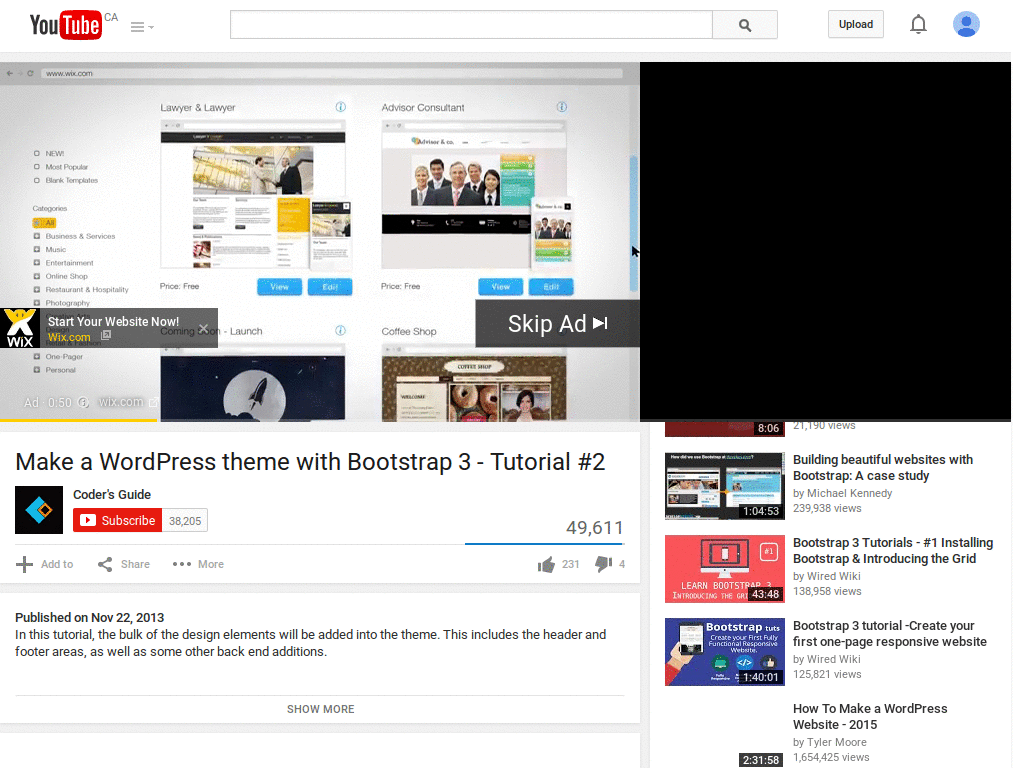 YouTube CA
Upload
www.wix.com
Lawyer & Lawyer
Advisor Consultant
NEW!
Most Popular
Blank Templates
Categories
All
Business & Services
Music
Entertainment
Online Shop
Restaurant & Hospitality
Photography
One-Pager
Personal
Advisor & co.
Price: Free
View
Edit
Price: Free
View
Edit
Start Your Website Now!
Wix.com
WiX
Coming Soon - Launch
Coffee Shop
COFFEE SHOP
WELCOME
Skip Ad
Ad · 0:50
wix.com
Make a WordPress theme with Bootstrap 3 - Tutorial #2
Coder's Guide
Subscribe 38,205
49,611
Add to
Share
More
231
4
Published on Nov 22, 2013
In this tutorial, the bulk of the design elements will be added into the theme. This includes the header and
footer areas, as well as some other back end additions.
SHOW MORE
8:06
21,190 views
How did we use Bootstrap at
1:04:53
Building beautiful websites with
Bootstrap: A case study
by Michael Kennedy
239,938 views
#1
LEARN BOOTSTRAP 3
INTRODUCING THE GRI
43:48
Bootstrap 3 Tutorials - #1 Installing
Bootstrap & Introducing the Grid
by Wired Wiki
138,958 views
Bootstrap tuts
Create your First Fully
Functional Responsive
Website.
1:40:01
Bootstrap 3 tutorial -Create your
first one-page responsive website
by Wired Wiki
125,821 views
2:31:58
How To Make a WordPress
Website - 2015
by Tyler Moore
1,654,425 views